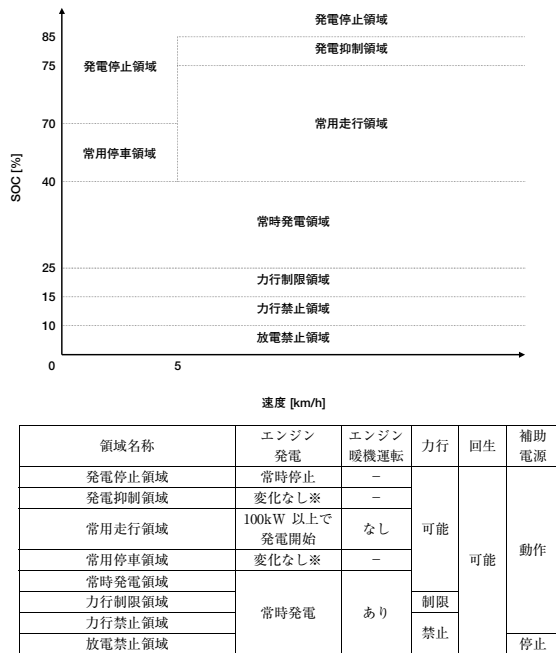 発電停止領域
85
発電抑制領域
75
発電停止領域
70
常用走行領域
常用停車領域
SOC [%]
40
常時発電領域
25
力行制限領域
15
力行禁止領域
10
放電禁止領域
0
5
速度 [km/h]
領域名称
エンジン
発電
エンジン
暖機運転
力行
回生
補助
電源
発電停止領域
常時停止
−
発電抑制領域
変化なし※
−
常用走行領域
100kW 以上で
発電開始
なし
可能
常用停車領域
変化なし※
−
可能
動作
常時発電領域
力行制限領域
常時発電
あり
制限
力行禁止領域
禁止
放電禁止領域
停止